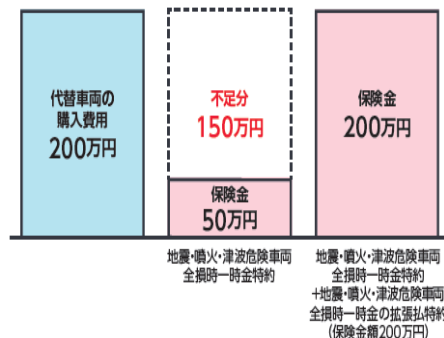 代替車両の
購入費用
200万円
不足分
150万円
保険金
50万円
保険金
200万円
地震・噴火・津波危険車両
全損時一時金特約
地震・噴火・津波危険車両
全損時一時金特約
+地震・噴火・津波危険車両
全損時一時金の拡張払特約
(保険金額200万円)